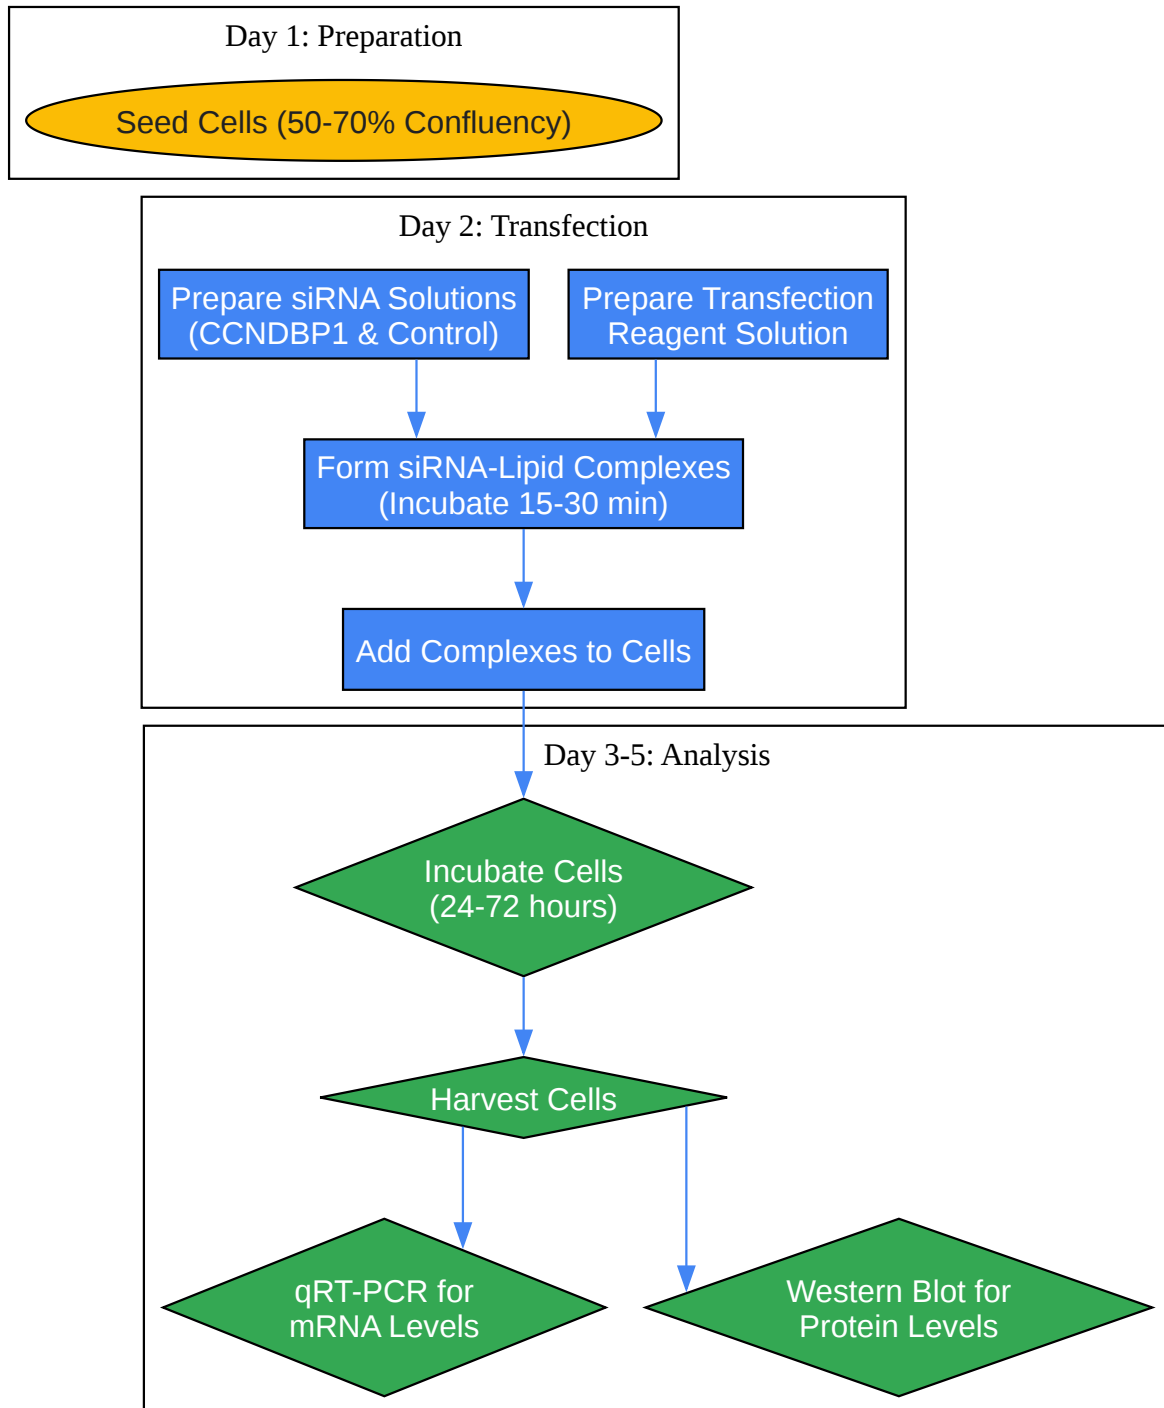 Day 1: Preparation
Seed Cells (50-70% Confluency)
Day 2: Transfection
Prepare siRNA Solutions
(CCNDBP1 & Control)
Prepare Transfection
Reagent Solution
Form siRNA-Lipid Complexes
(Incubate 15-30 min)
Add Complexes to Cells
Day 3-5: Analysis
Incubate Cells
(24-72 hours)
Harvest Cells
qRT-PCR for
mRNA Levels
Western Blot for
Protein Levels